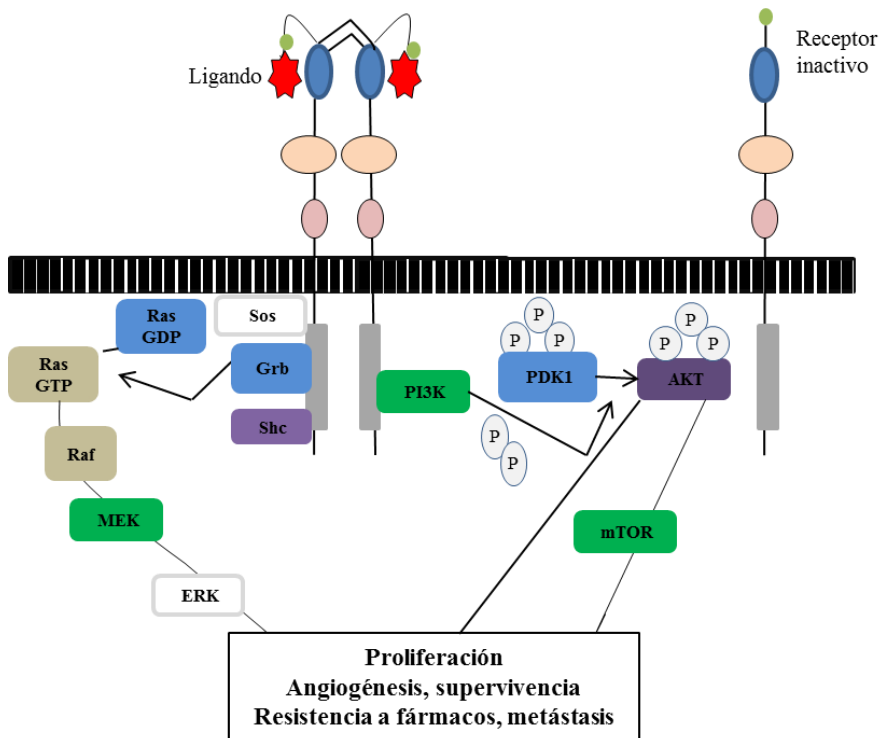 Ligando
Receptor
inactivo
Ras
GDP
Sos
Ras
GTP
Grb
Shc
Raf
MEK
ERK
PI3K
P
P
P
P
P
PDK1
P
P
P
AKT
mTOR
Proliferación
Angiogénesis, supervivencia
Resistencia a fármacos, metástasis